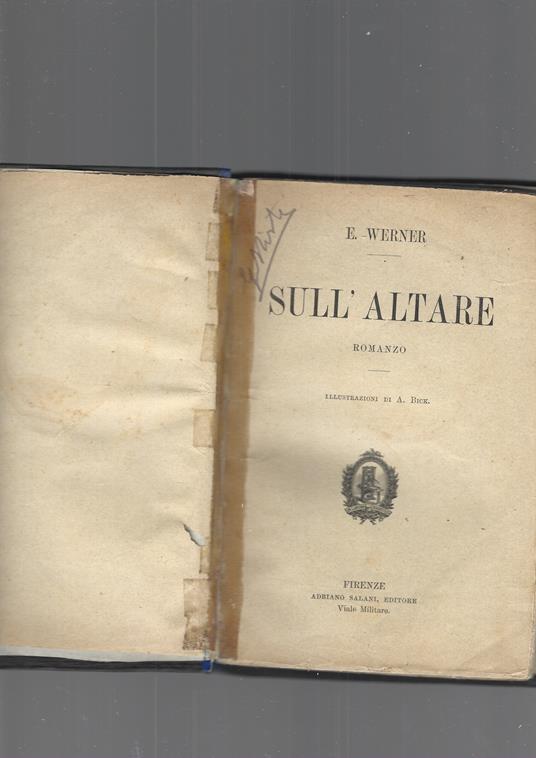 E. WERNER
SULL' ALTARE
ROMANZO
ILLUSTRAZIONI DI A. BICK.
FIRENZE
ADRIANO SALANI, EDITORE
Viale Militare.